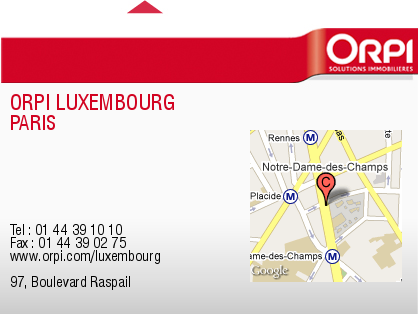 ORPI
SOLUTIONS IMMOBILIÈRES
ORPI LUXEMBOURG
PARIS
Rennes M
Notre-Dame-des-Champs
C
Placide M
ame-des-Champs M
Google
Tel : 01 44 39 10 10
Fax : 01 44 39 02 75
www.orpi.com/luxembourg
97, Boulevard Raspail